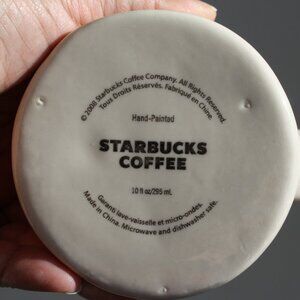 © 2008 Starbucks Coffee Company. All Rights Reserved.
Tous Droits Réservés. Fabriqué en Chine.
Hand-Painted
STARBUCKS
COFFEE
10 fl oz/295 mL
Garanti lave-vaisselle et micro-ondes.
Made in China. Microwave and dishwasher safe.